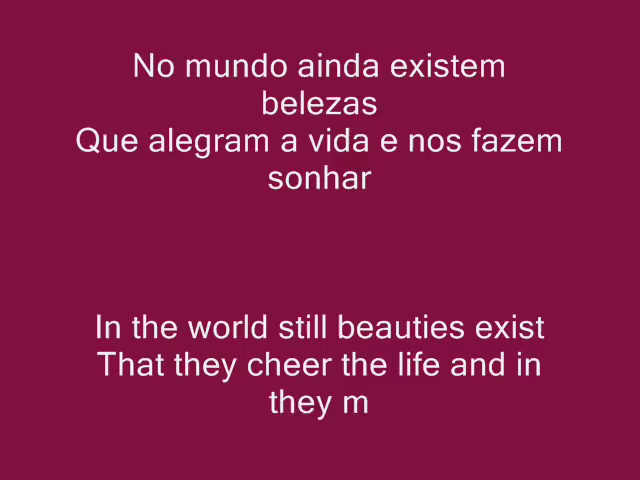 No mundo ainda existem
belezas
Que alegram a vida e nos fazem
sonhar
In the world still beauties exist
That they cheer the life and in
they m